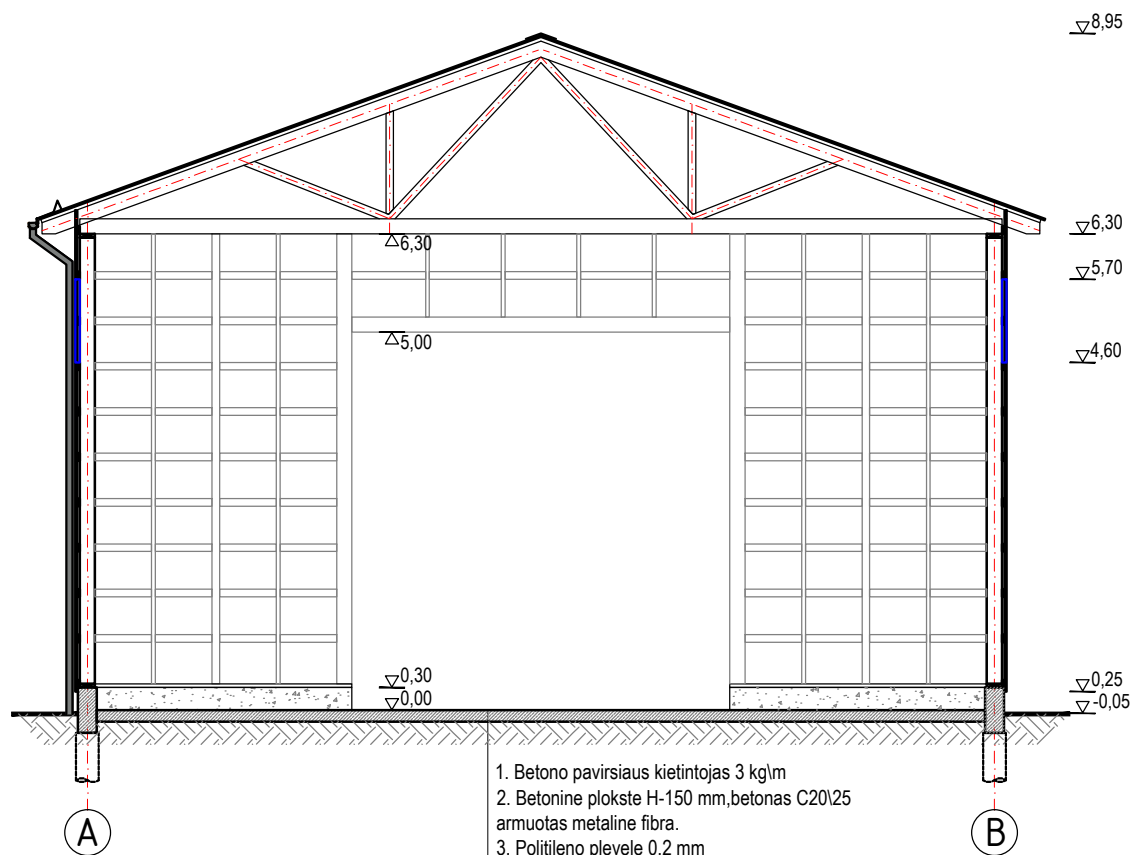 8,95
6,30
6,30
5,70
5,00
4,60
0,30
0,25
0,00
-0,05
1. Betono pavirsiaus kietintojas 3 kg\m
2. Betonine plokste H-150 mm,betonas C20\25
armuotas metaline fibra.
3. Politileno plevele 0,2 mm
A
B